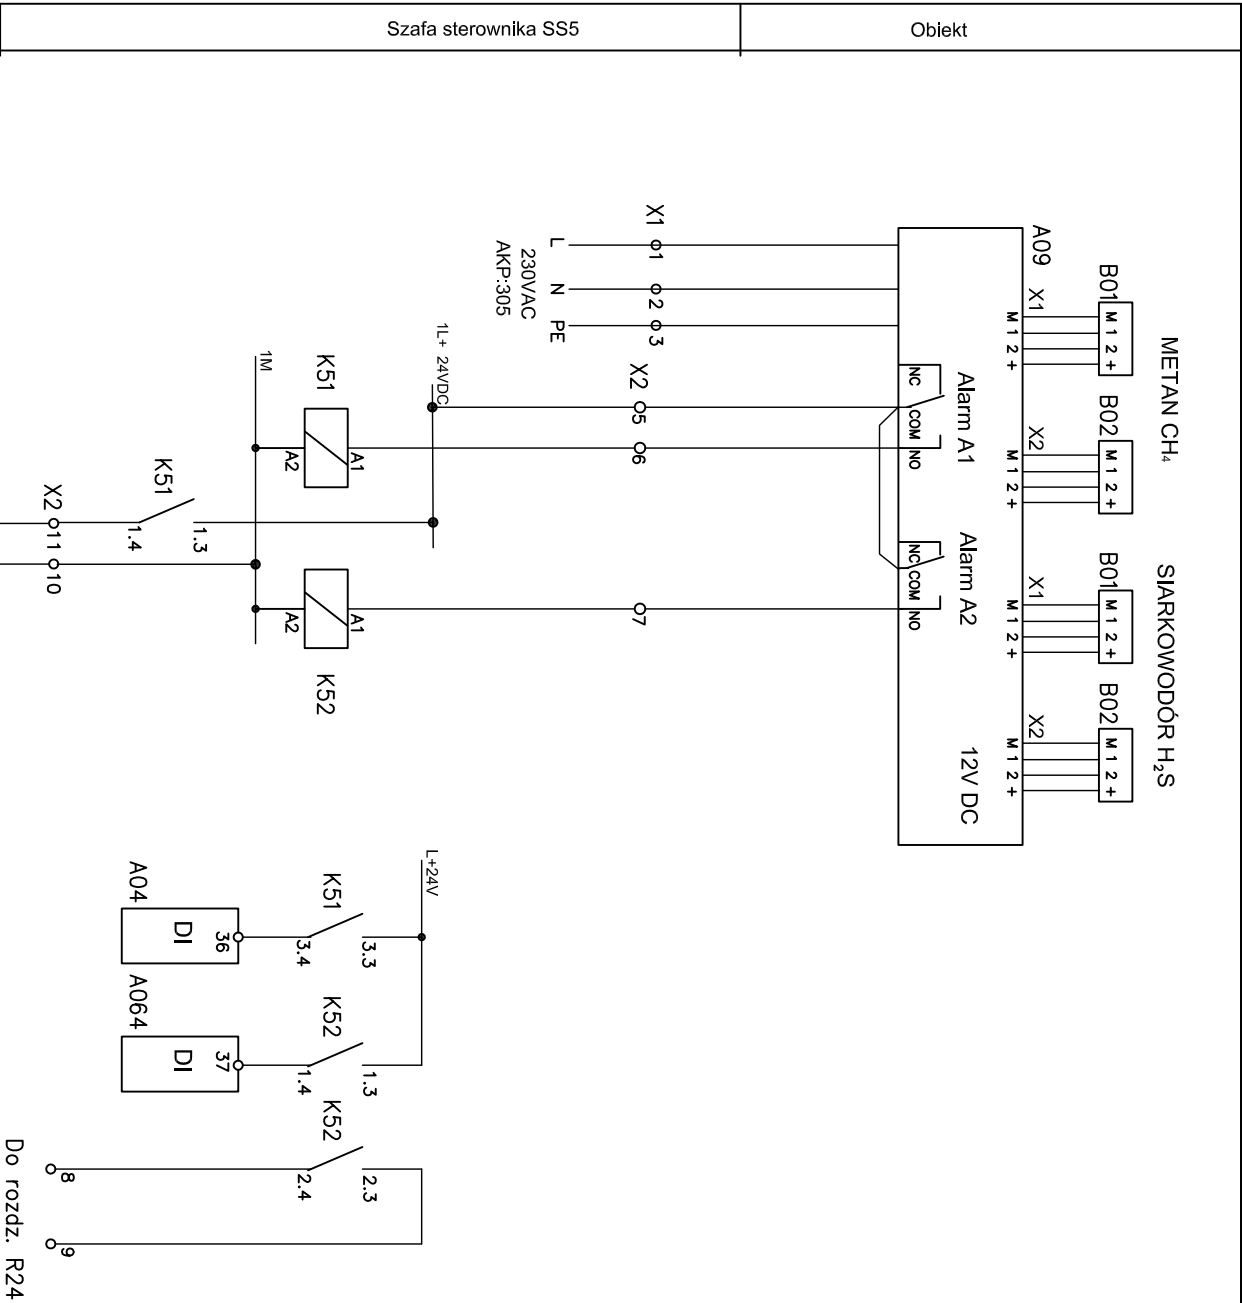 Szafa sterownika SS5
Obiekt
METAN CH₄
SIARKOWODÓR H₂S
B01
B02
B01
B02
M 1 2 +
M 1 2 +
M 1 2 +
M 1 2 +
A09
X1
X2
X1
X2
M 1 2 +
M 1 2 +
M 1 2 +
M 1 2 +
12V DC
Alarm A1
Alarm A2
NC COM NO
NC COM NO
X1
1
2
3
L
N
PE
230VAC
AKP:305
X2
5
6
7
1L+ 24VDC
1M
K51
A1
A2
K52
A1
A2
K51
1.3
1.4
X2
11
10
L+24V
K51
3.3
3.4
K52
1.3
1.4
K52
2.3
2.4
A04
36
DI
A064
37
DI
8
9
Do rozdz. R24